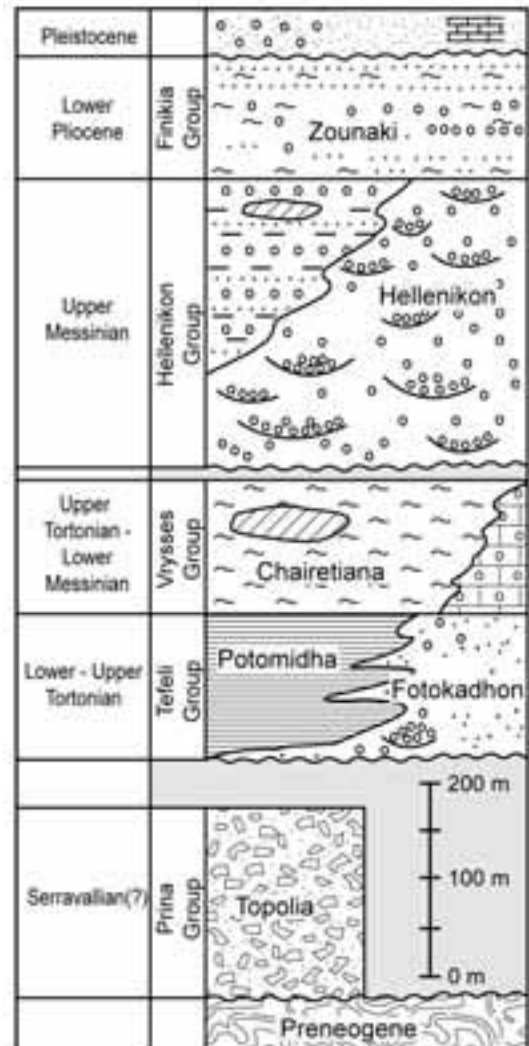 Pleistocene
Lower
Pliocene
Finikia
Group
Zounaki
Upper
Messinian
Hellenikon
Group
Hellenikon
Upper
Tortonian -
Lower
Messinian
Vrysses
Group
Chairetiana
Lower - Upper
Tortonian
Tefeli
Group
Potomidha
Fotokadhon
Serravallian(?)
Prina
Group
Topolia
200 m
100 m
0 m
Preneogene